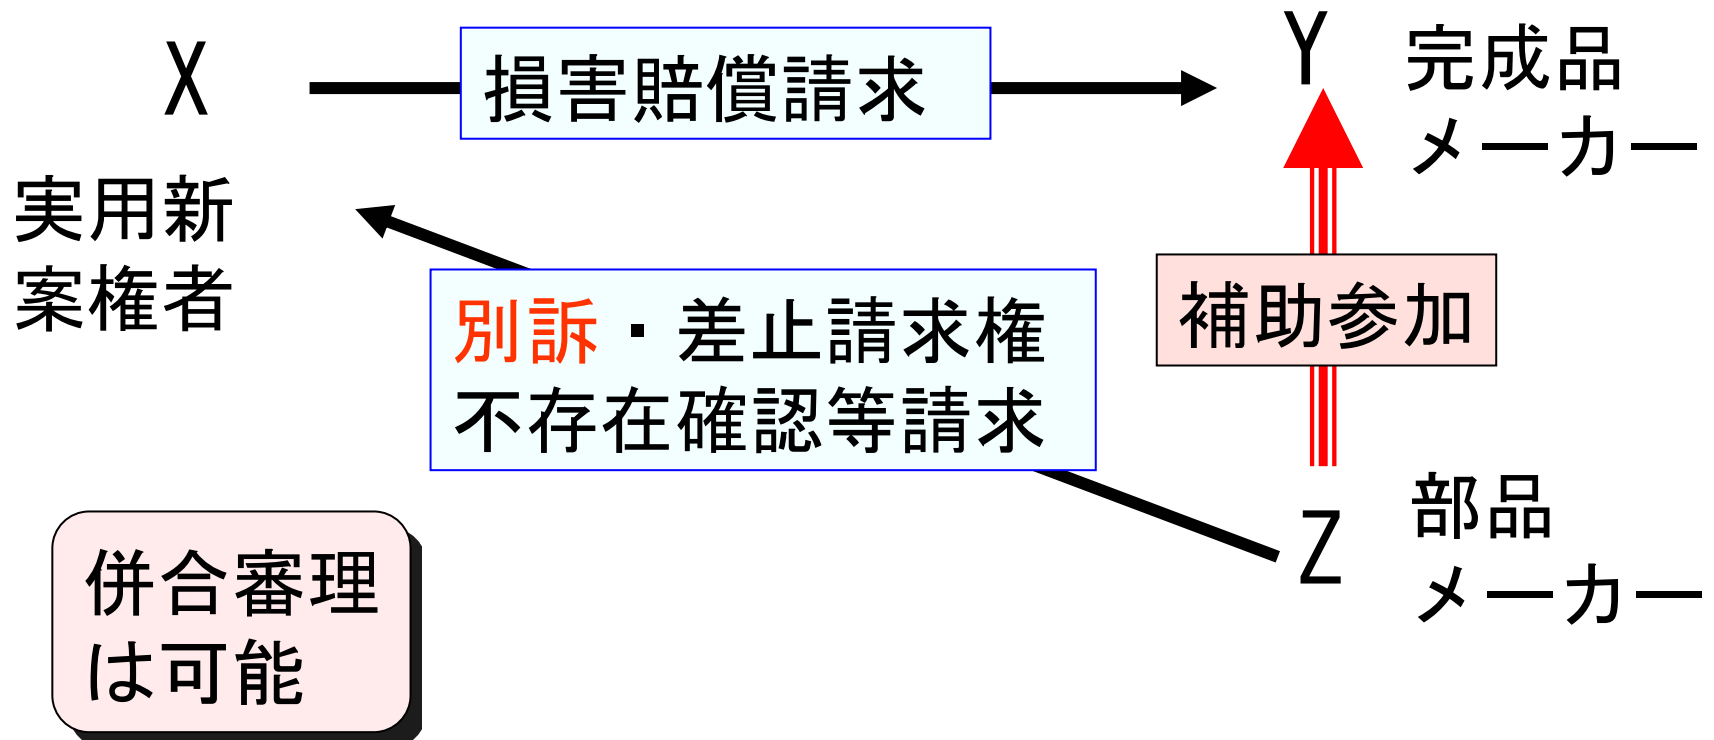 X
損害賠償請求
Y
完成品
メーカー
実用新
案権者
別訴・差止請求権
不存在確認等請求
補助参加
Z
部品
メーカー
併合審理
は可能